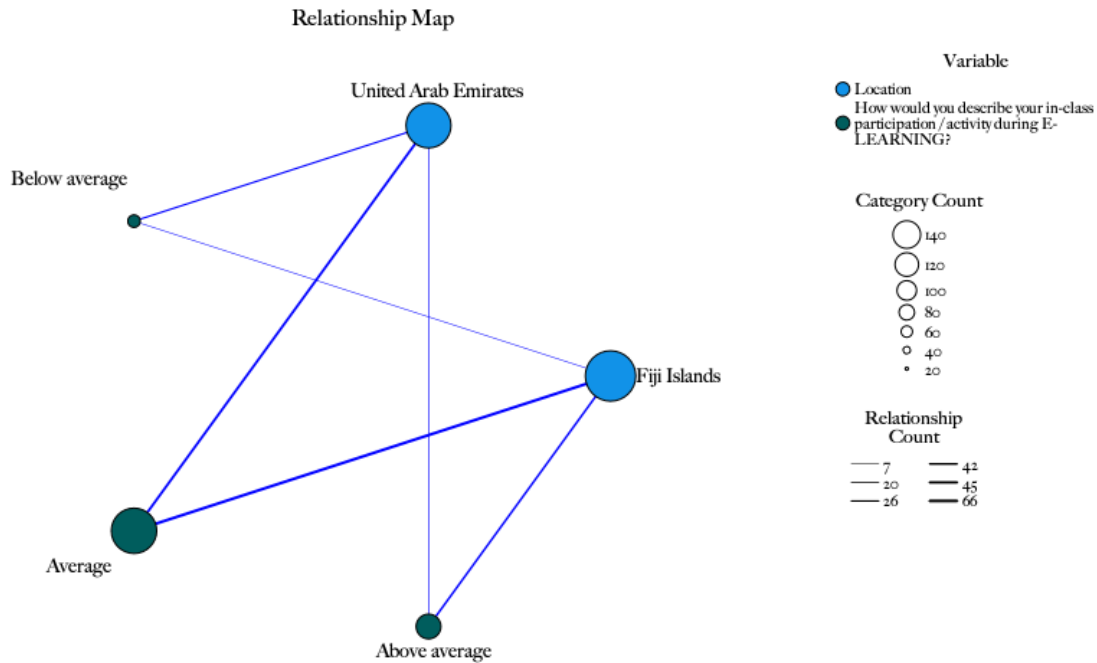 Relationship Map
United Arab Emirates
Below average
Fiji Islands
Average
Above average
Variable
Location
How would you describe your in-class
participation / activity during E-
LEARNING?
Category Count
140
120
100
80
60
40
20
Relationship
Count
7 42
20 45
26 66